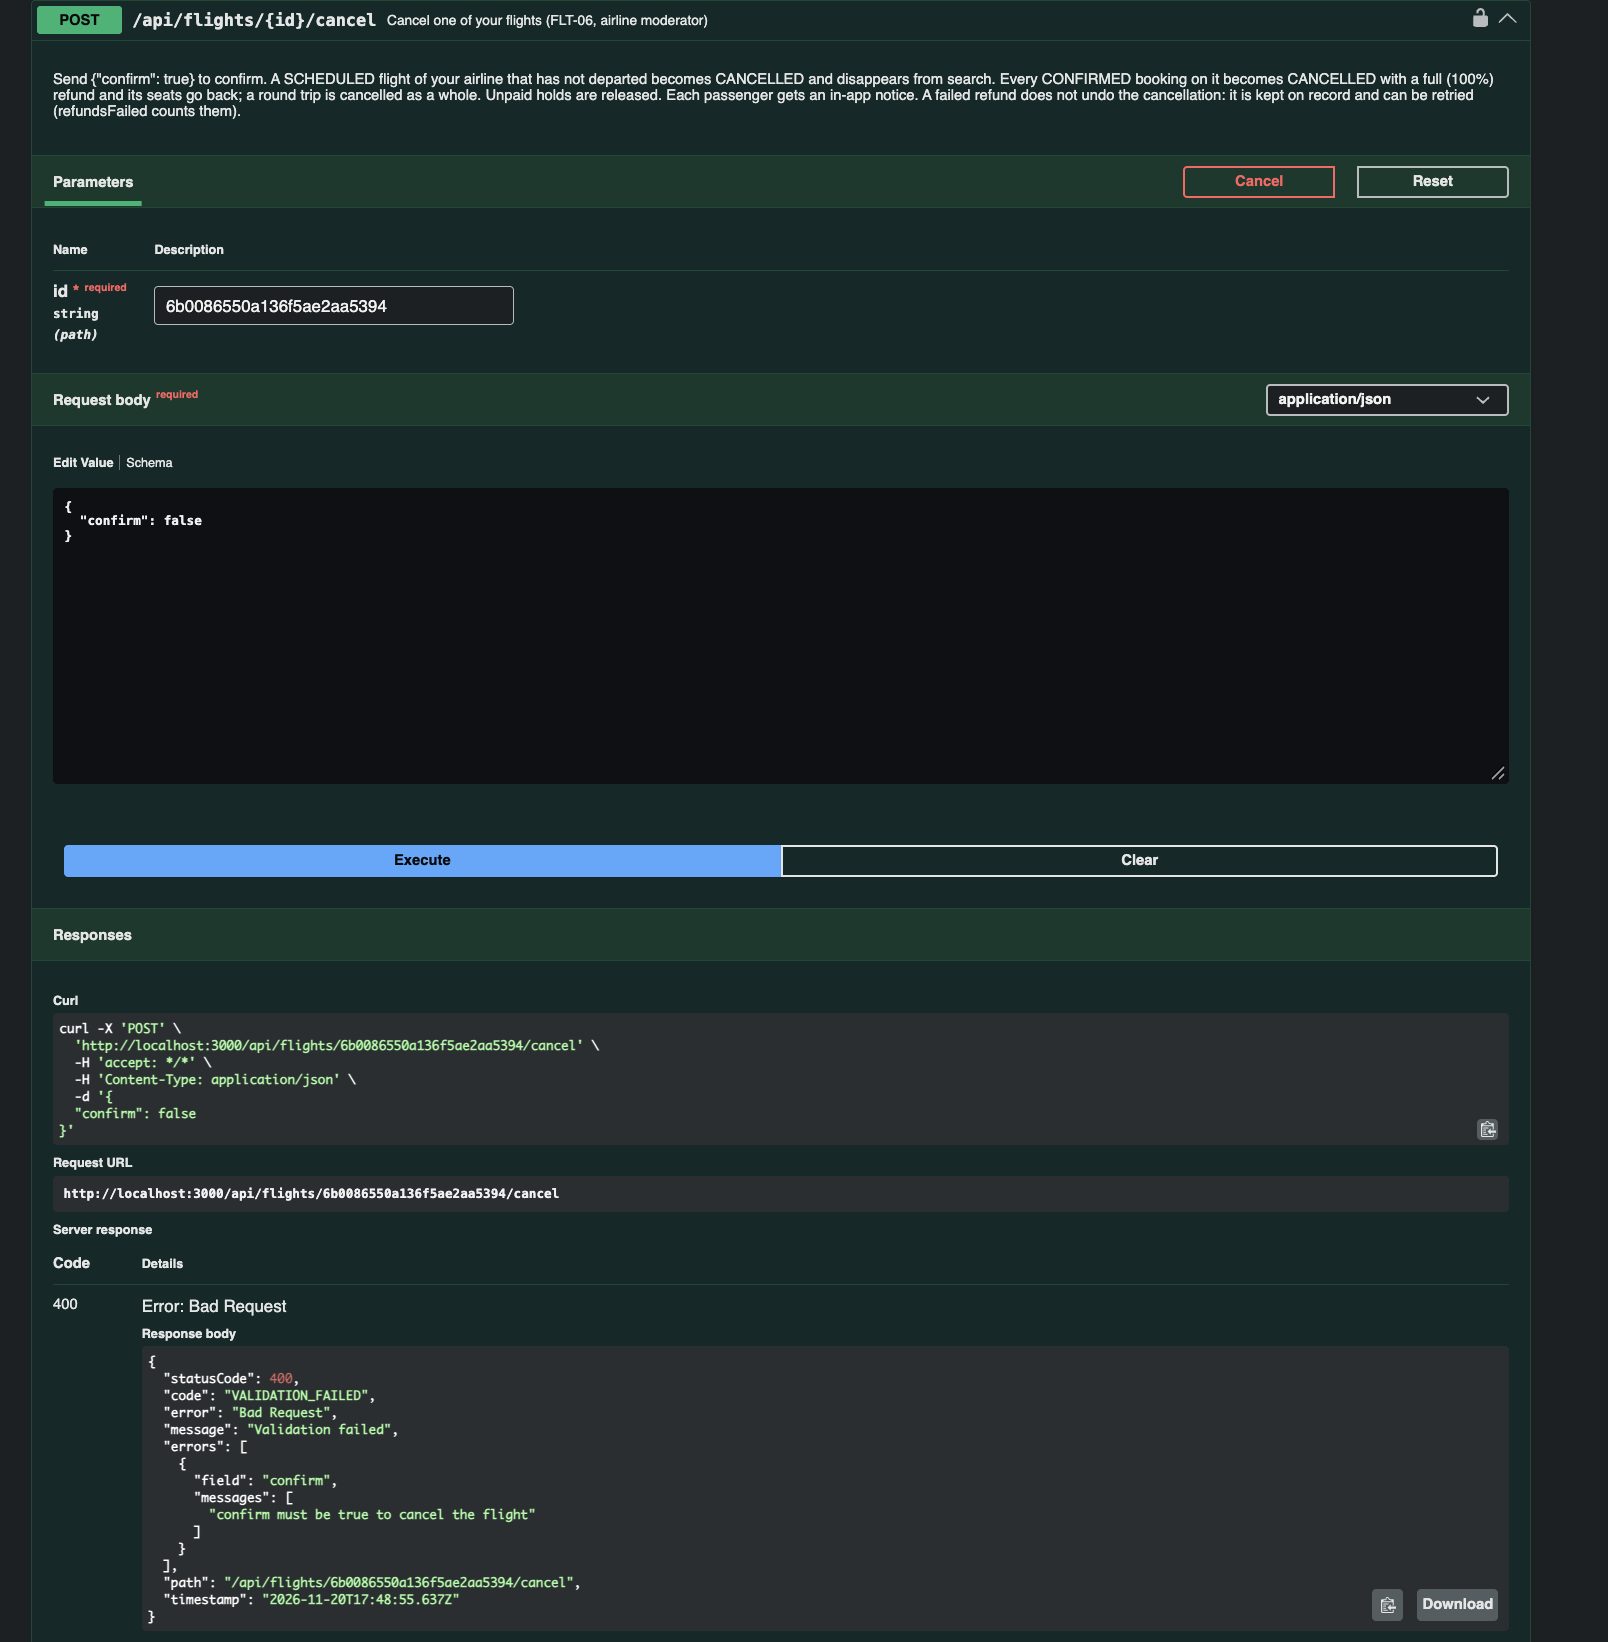 POST /api/flights/{id}/cancel Cancel one of your flights (FLT-06, airline moderator)
Send {"confirm": true} to confirm. A SCHEDULED flight of your airline that has not departed becomes CANCELLED and disappears from search. Every CONFIRMED booking on it becomes CANCELLED with a full (100%)
refund and its seats go back; a round trip is cancelled as a whole. Unpaid holds are released. Each passenger gets an in-app notice. A failed refund does not undo the cancellation: it is kept on record and can be retried
(refundsFailed counts them).
Parameters
Cancel
Reset
Name Description
id * required
string
(path)
6b0086550a136f5ae2aa5394
Request body required
application/json
Edit Value | Schema
{
  "confirm": false
}
Execute
Clear
Responses
Curl
curl -X 'POST' \
  'http://localhost:3000/api/flights/6b0086550a136f5ae2aa5394/cancel' \
  -H 'accept: */*' \
  -H 'Content-Type: application/json' \
  -d '{
  "confirm": false
}'
Request URL
http://localhost:3000/api/flights/6b0086550a136f5ae2aa5394/cancel
Server response
Code Details
400 Error: Bad Request
Response body
{
  "statusCode": 400,
  "code": "VALIDATION_FAILED",
  "error": "Bad Request",
  "message": "Validation failed",
  "errors": [
    {
      "field": "confirm",
      "messages": [
        "confirm must be true to cancel the flight"
      ]
    }
  ],
  "path": "/api/flights/6b0086550a136f5ae2aa5394/cancel",
  "timestamp": "2026-11-20T17:48:55.637Z"
}
Download